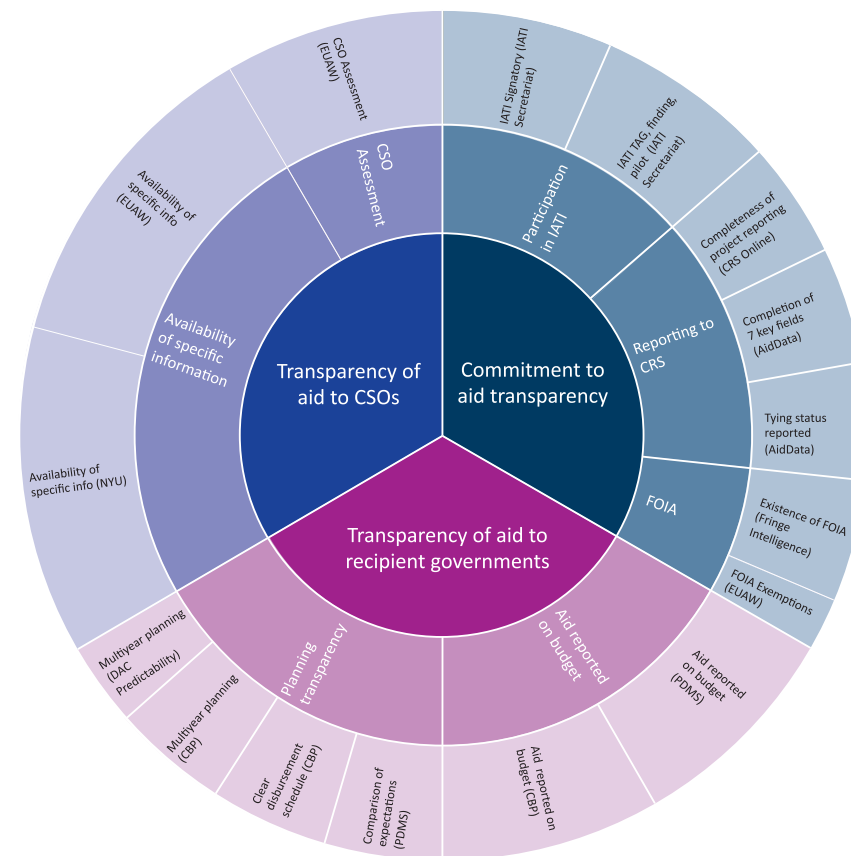 Transparency of
aid to CSOs
Commitment to
aid transparency
Transparency of aid to
recipient governments
Participation
in IATI
Reporting to
CRS
FOIA
Aid reported
on budget
Planning
transparency
Availability
of specific
information
CSO
Assessment
IATI Signatory (IATI
Secretariat)
IATI TAG, finding,
pilot (IATI
Secretariat)
Completeness of
project reporting
(CRS Online)
Completion of
7 key fields
(AidData)
Tying status
reported
(AidData)
Existence of FOIA
(Fringe
Intelligence)
FOIA Exemptions
(EUAW)
Aid reported
on budget
(PDMS)
Aid reported on
budget (CBP)
Comparison of
expectations
(PDMS)
Clear
disbursement
schedule (CBP)
Multiyear planning
(CBP)
Multiyear planning
(DAC
Predictability)
Availability of
specific info (NYU)
Availability of
specific info
(EUAW)
CSO Assessment
(EUAW)